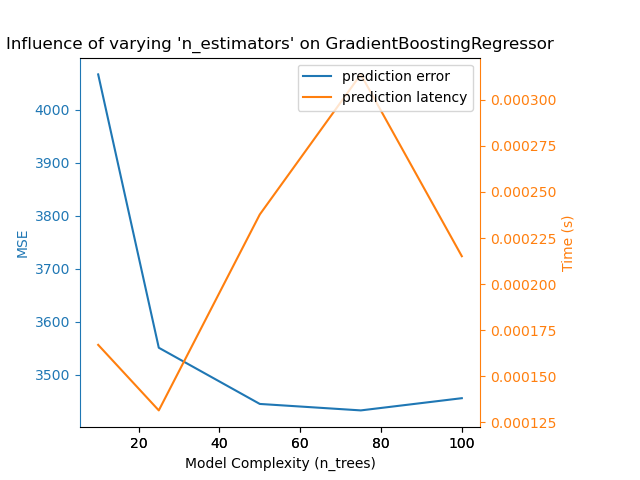 Influence of varying 'n_estimators' on GradientBoostingRegressor
prediction error
prediction latency
4000
3900
3800
3700
3600
3500
MSE
0.000300
0.000275
0.000250
0.000225
0.000200
0.000175
0.000150
0.000125
Time (s)
20 40 60 80 100
Model Complexity (n_trees)